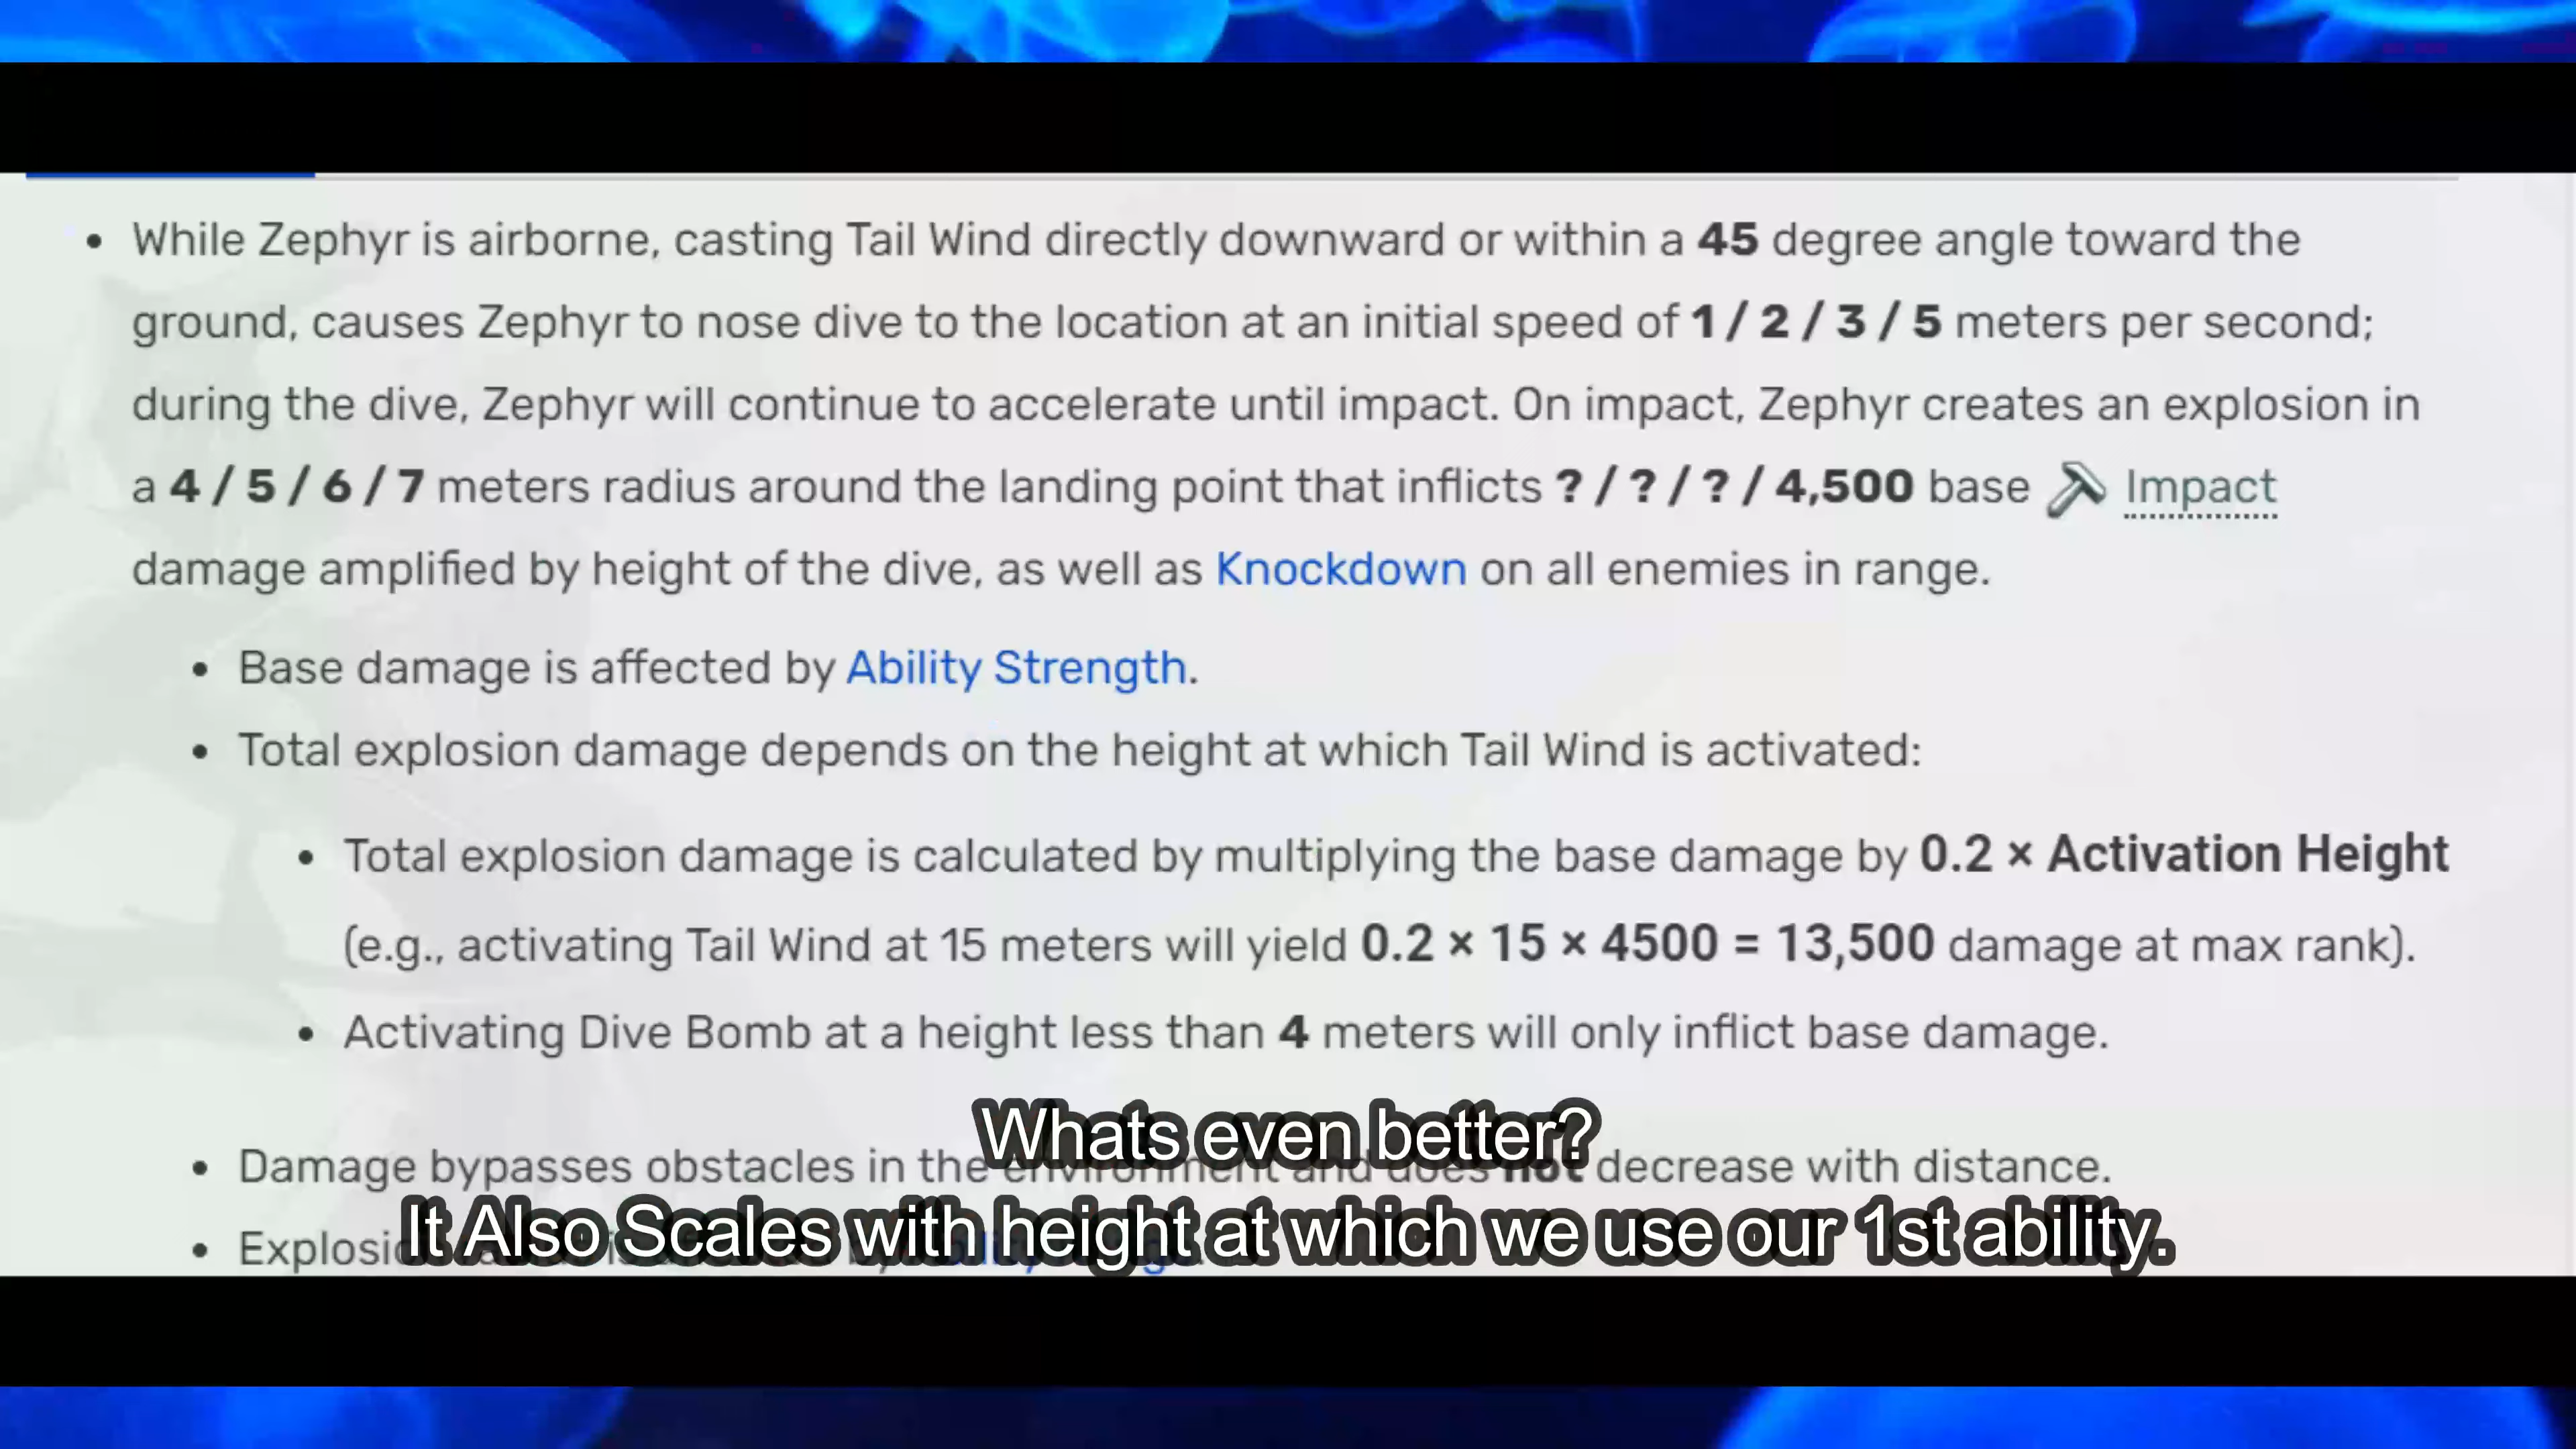 • While Zephyr is airborne, casting Tail Wind directly downward or within a 45 degree angle toward the
ground, causes Zephyr to nose dive to the location at an initial speed of 1 / 2 / 3 / 5 meters per second;
during the dive, Zephyr will continue to accelerate until impact. On impact, Zephyr creates an explosion in
a 4 / 5 / 6 / 7 meters radius around the landing point that inflicts ? / ? / ? / 4,500 base Impact
damage amplified by height of the dive, as well as Knockdown on all enemies in range.
• Base damage is affected by Ability Strength.
• Total explosion damage depends on the height at which Tail Wind is activated:
• Total explosion damage is calculated by multiplying the base damage by 0.2 × Activation Height
(e.g., activating Tail Wind at 15 meters will yield 0.2 × 15 × 4500 = 13,500 damage at max rank).
• Activating Dive Bomb at a height less than 4 meters will only inflict base damage.
Whats even better?
• Damage bypasses obstacles in the environment and does not decrease with distance.
It Also Scales with height at which we use our 1st ability.